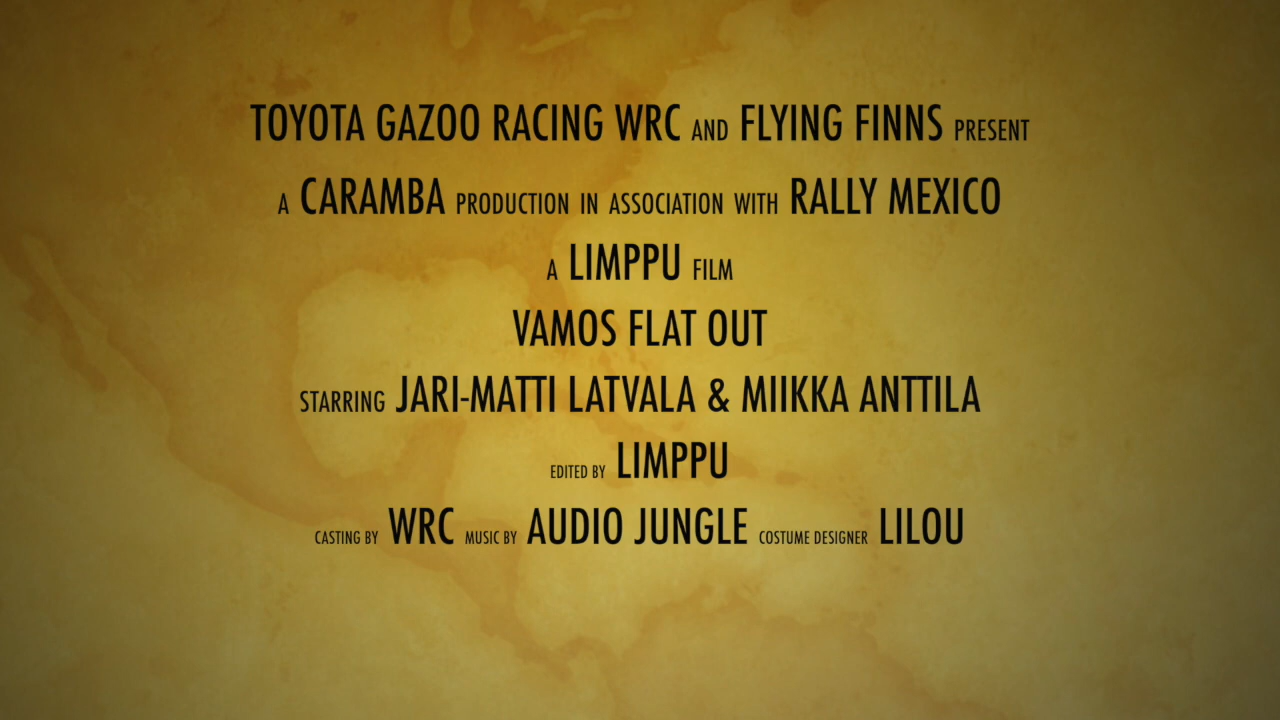 TOYOTA GAZOO RACING WRC AND FLYING FINNS PRESENT
A CARAMBA PRODUCTION IN ASSOCIATION WITH RALLY MEXICO
A LIMPPU FILM
VAMOS FLAT OUT
STARRING JARI-MATTI LATVALA & MIIKKA ANTTILA
EDITED BY LIMPPU
CASTING BY WRC MUSIC BY AUDIO JUNGLE COSTUME DESIGNER LILOU